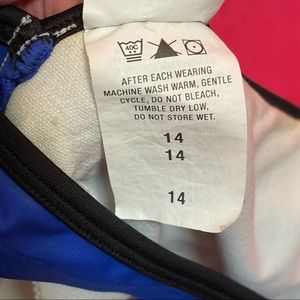 40C
AFTER EACH WEARING
MACHINE WASH WARM, GENTLE
CYCLE, DO NOT BLEACH,
TUMBLE DRY LOW,
DO NOT STORE WET.
14
14
14